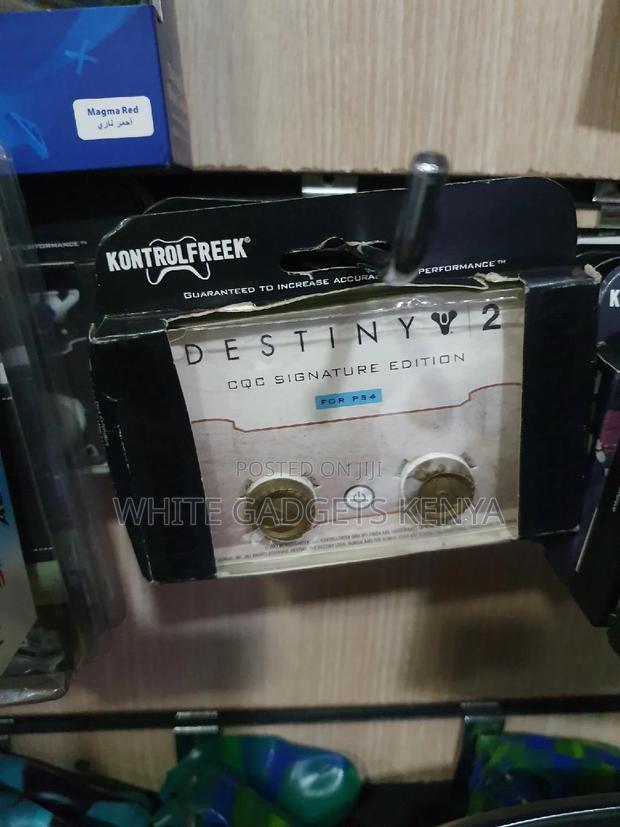 Magma Red
أحمر ناري
PERFORMANCE™
KONTROLFREEK®
GUARANTEED TO INCREASE PERFORMANCE™
DESTINY 2
CQC SIGNATURE EDITION
FOR PS4
POSTED ON JIJI
WHITE GADGETS KENYA
K